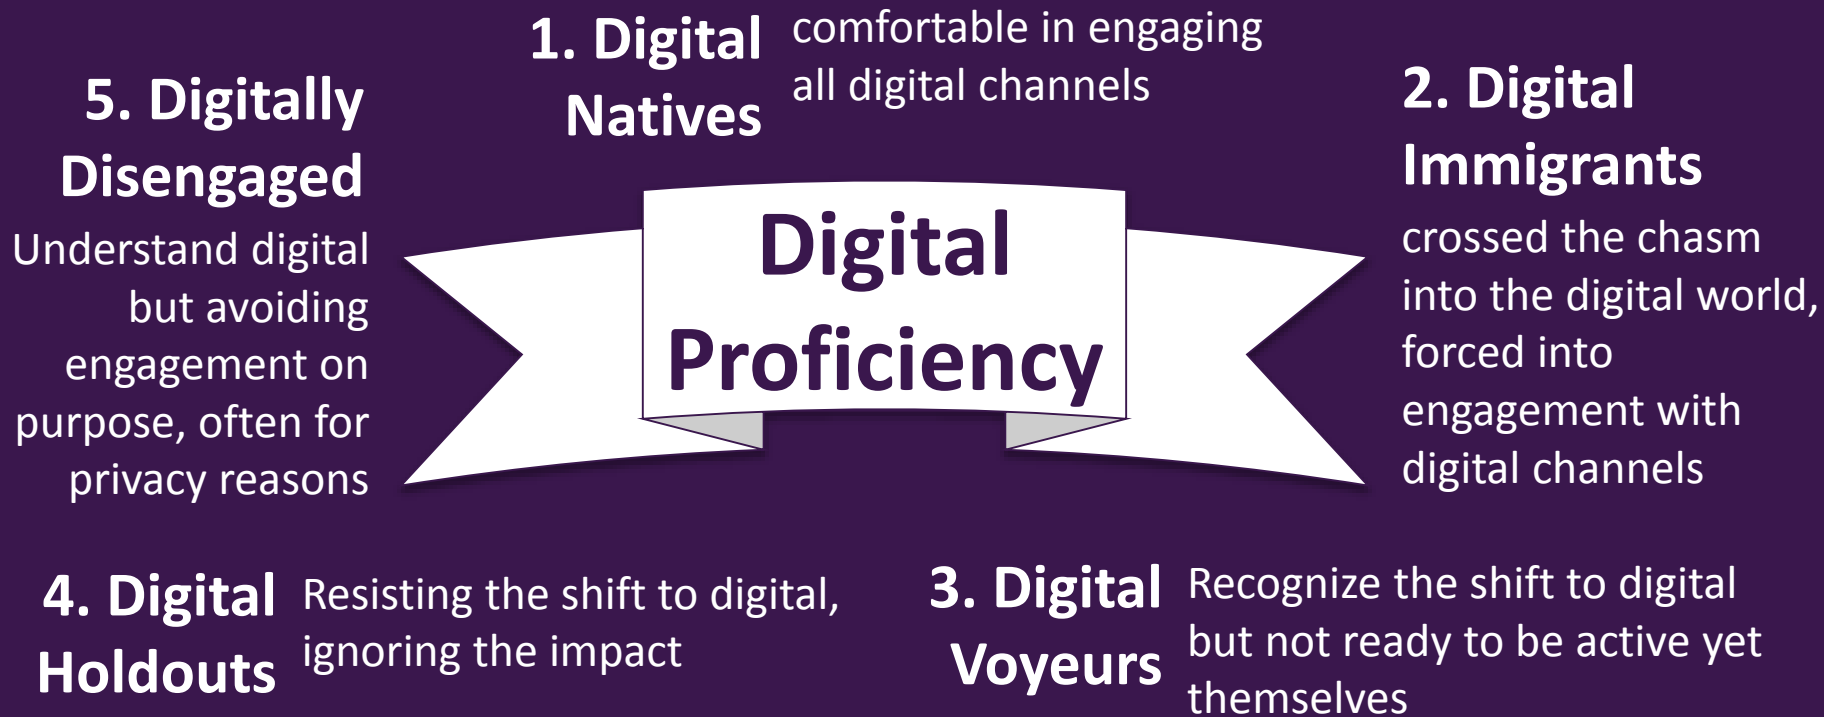 1. Digital
Natives
comfortable in engaging
all digital channels
2. Digital
Immigrants
crossed the chasm
into the digital world,
forced into
engagement with
digital channels
3. Digital
Voyeurs
Recognize the shift to digital
but not ready to be active yet
themselves
4. Digital
Holdouts
Resisting the shift to digital,
ignoring the impact
5. Digitally
Disengaged
Understand digital
but avoiding
engagement on
purpose, often for
privacy reasons
Digital
Proficiency